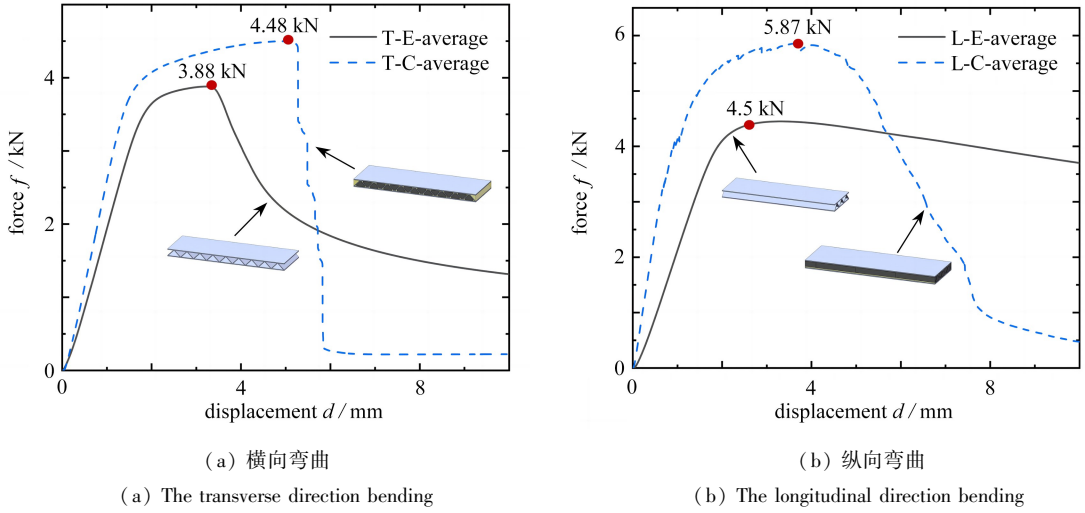 4.48 kN
T-E-average
T-C-average
3.88 kN
4
2
0
0
4
8
force f / kN
displacement d / mm
(a) 横向弯曲
(a) The transverse direction bending
5.87 kN
L-E-average
L-C-average
4.5 kN
6
4
2
0
0
4
8
force f / kN
displacement d / mm
(b) 纵向弯曲
(b) The longitudinal direction bending